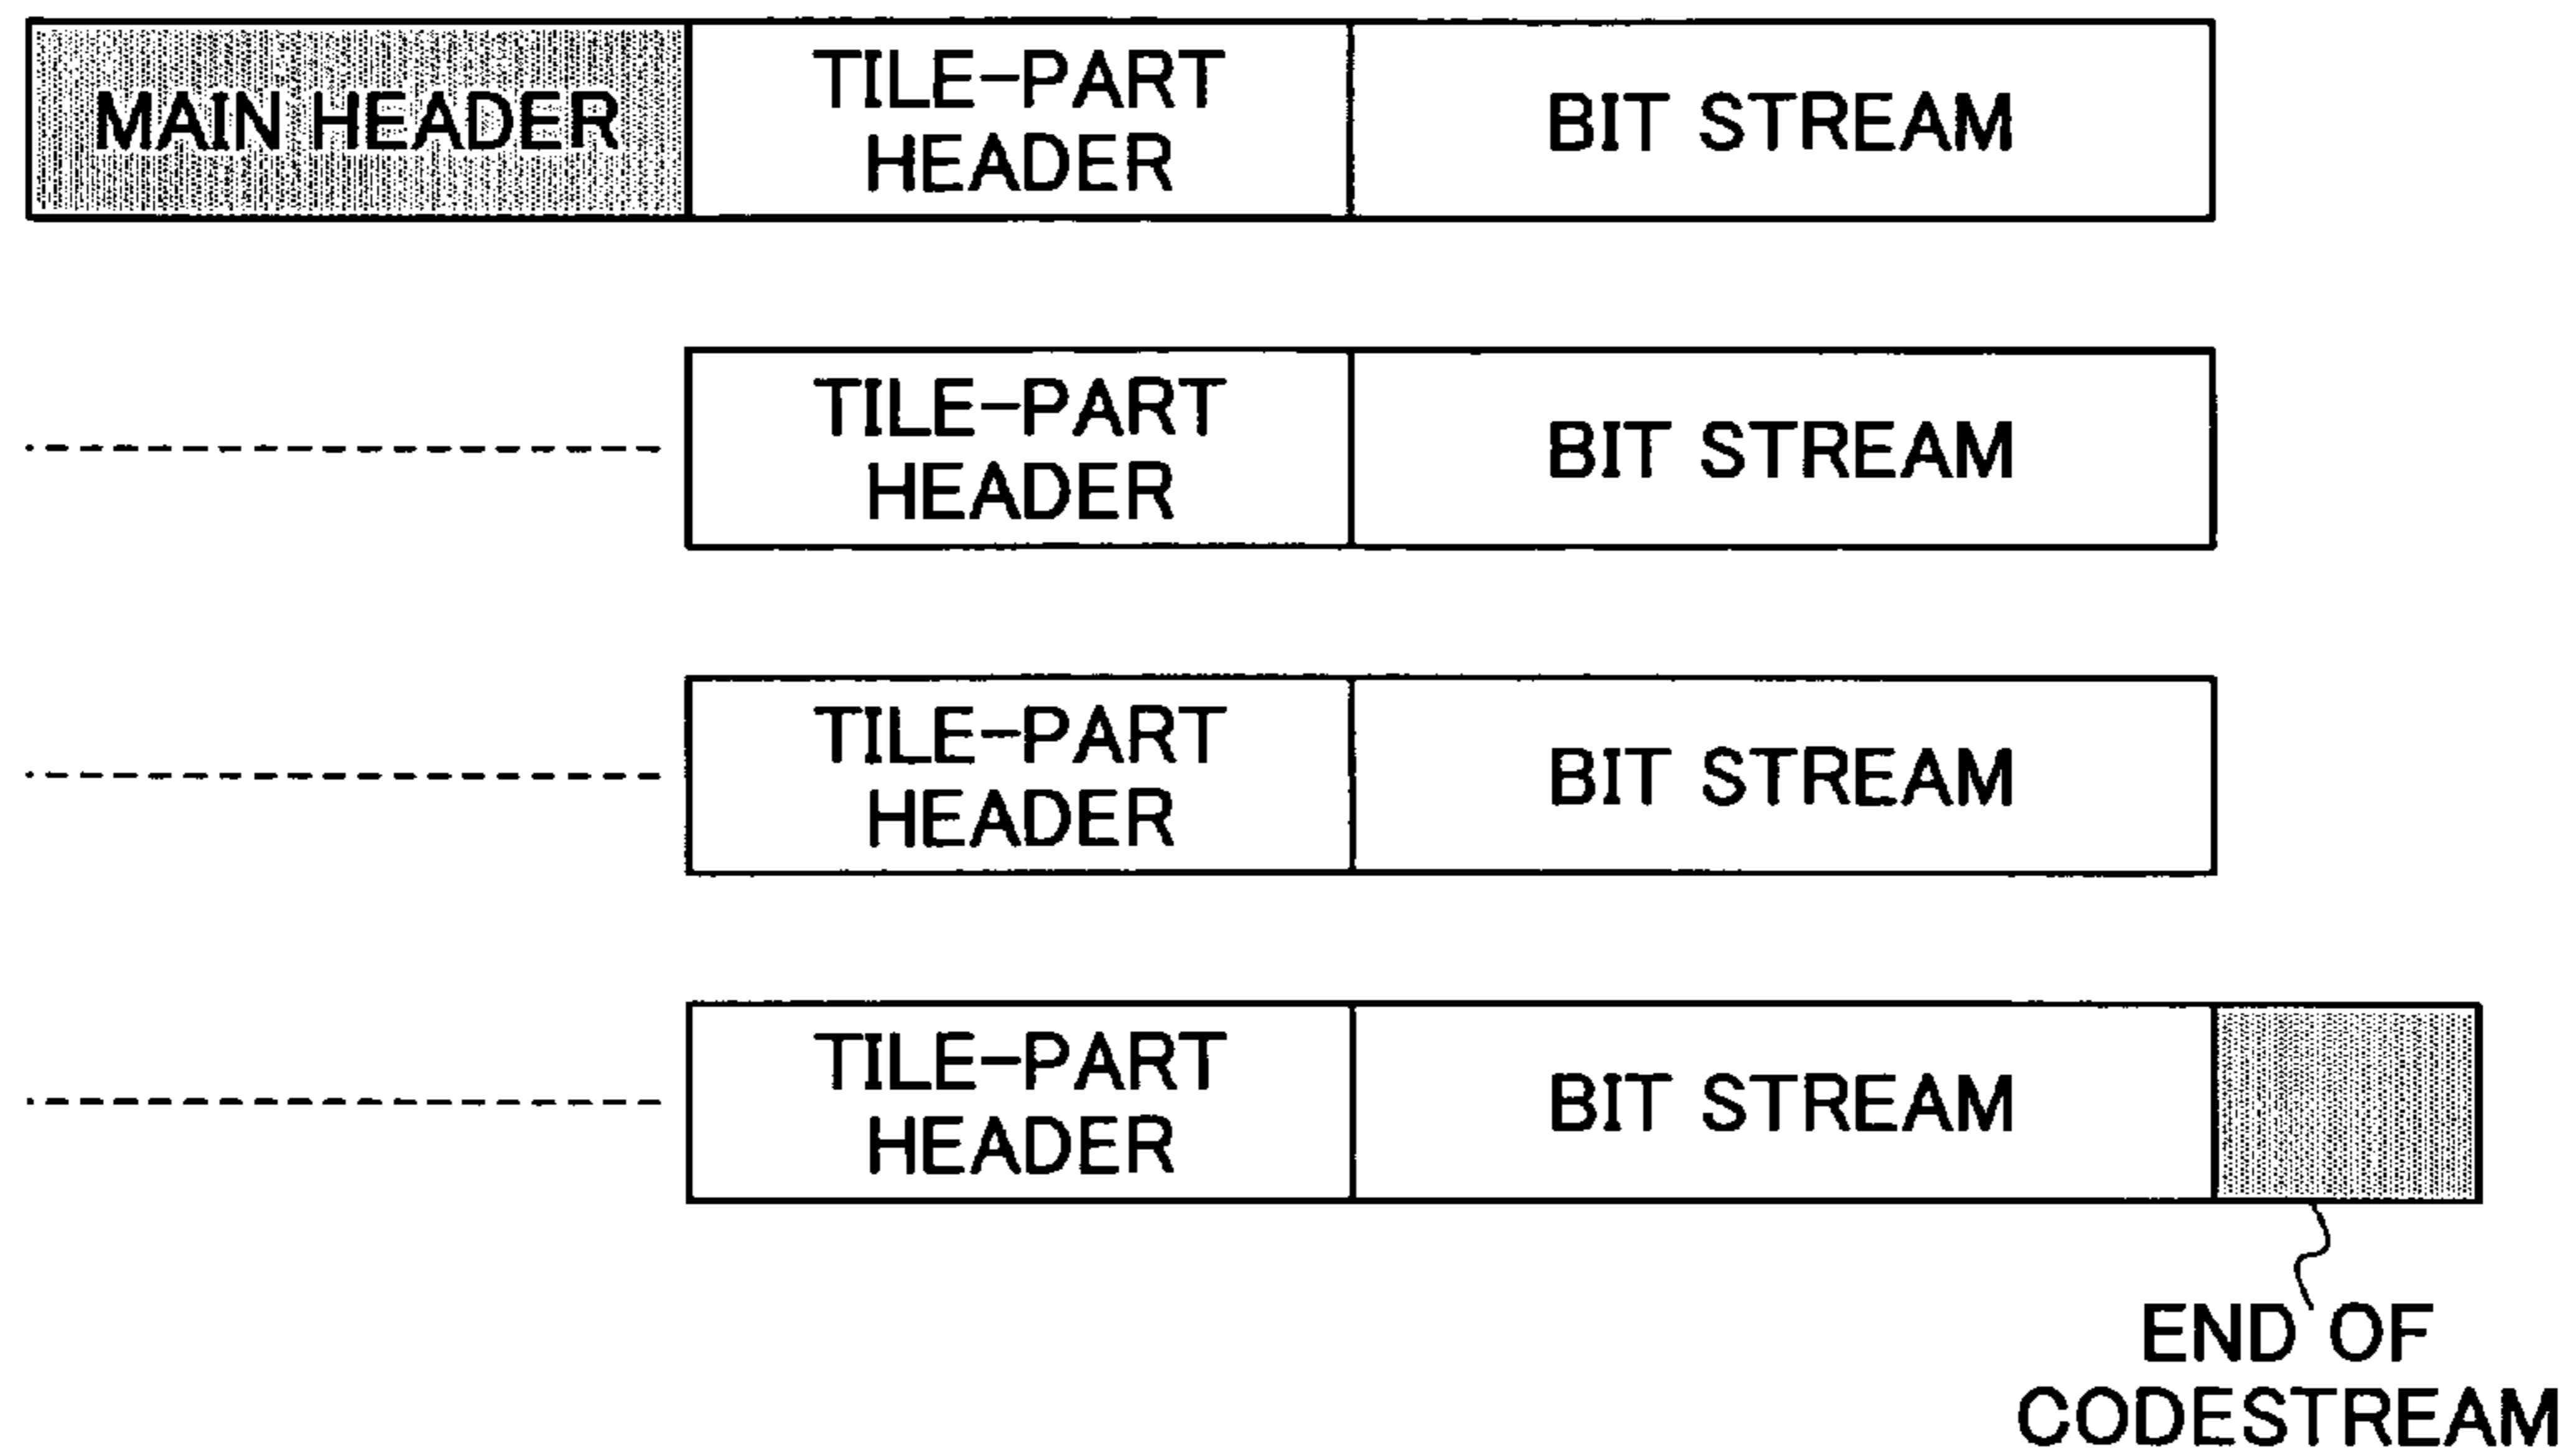 MAIN HEADER
TILE-PART
HEADER
BIT STREAM
TILE-PART
HEADER
BIT STREAM
TILE-PART
HEADER
BIT STREAM
TILE-PART
HEADER
BIT STREAM
END OF
CODESTREAM